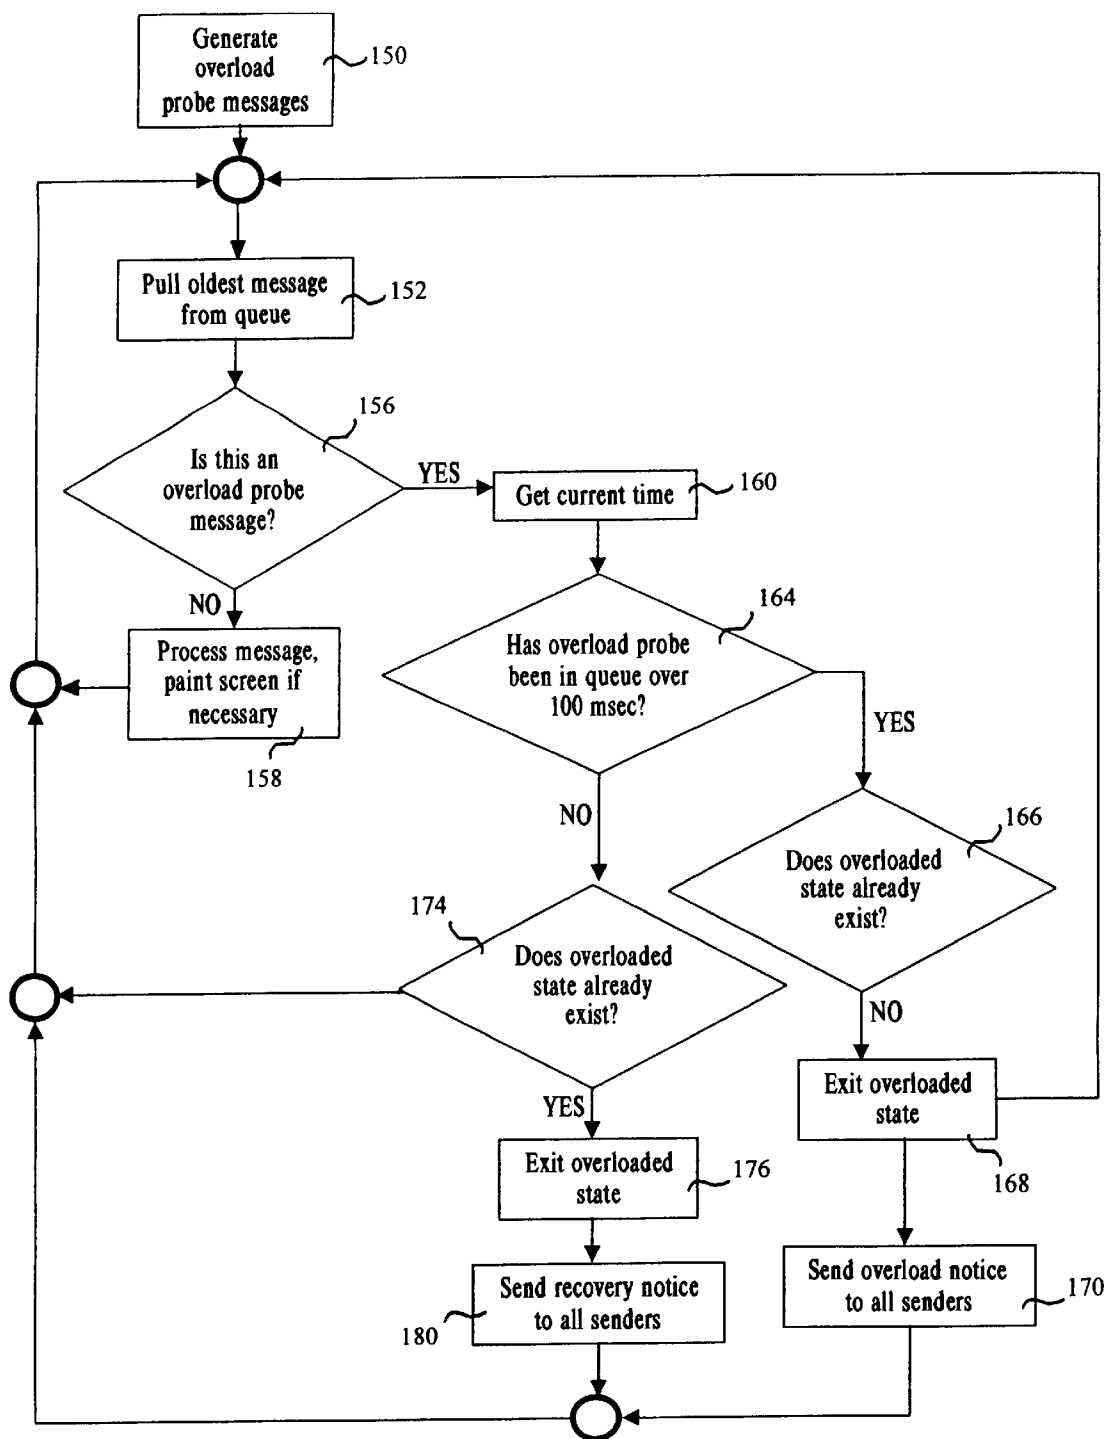 Generate
overload
probe messages
150
Pull oldest message
from queue
152
156
Is this an
overload probe
message?
YES
Get current time
160
NO
Process message,
paint screen if
necessary
158
164
Has overload probe
been in queue over
100 msec?
YES
NO
166
Does overloaded
state already
exist?
174
Does overloaded
state already
exist?
NO
YES
Exit overloaded
state
168
Exit overloaded
state
176
Send overload notice
to all senders
170
Send recovery notice
to all senders
180